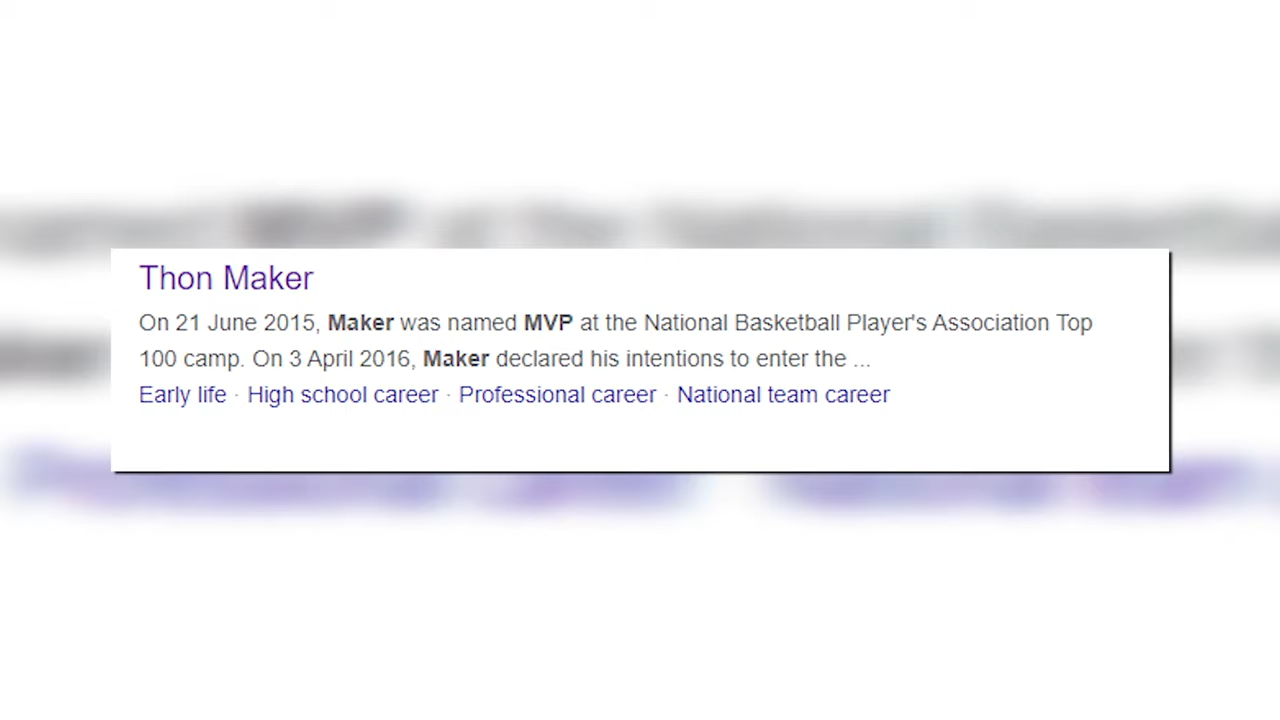 Thon Maker
On 21 June 2015, Maker was named MVP at the National Basketball Player's Association Top
100 camp. On 3 April 2016, Maker declared his intentions to enter the ...
Early life · High school career · Professional career · National team career